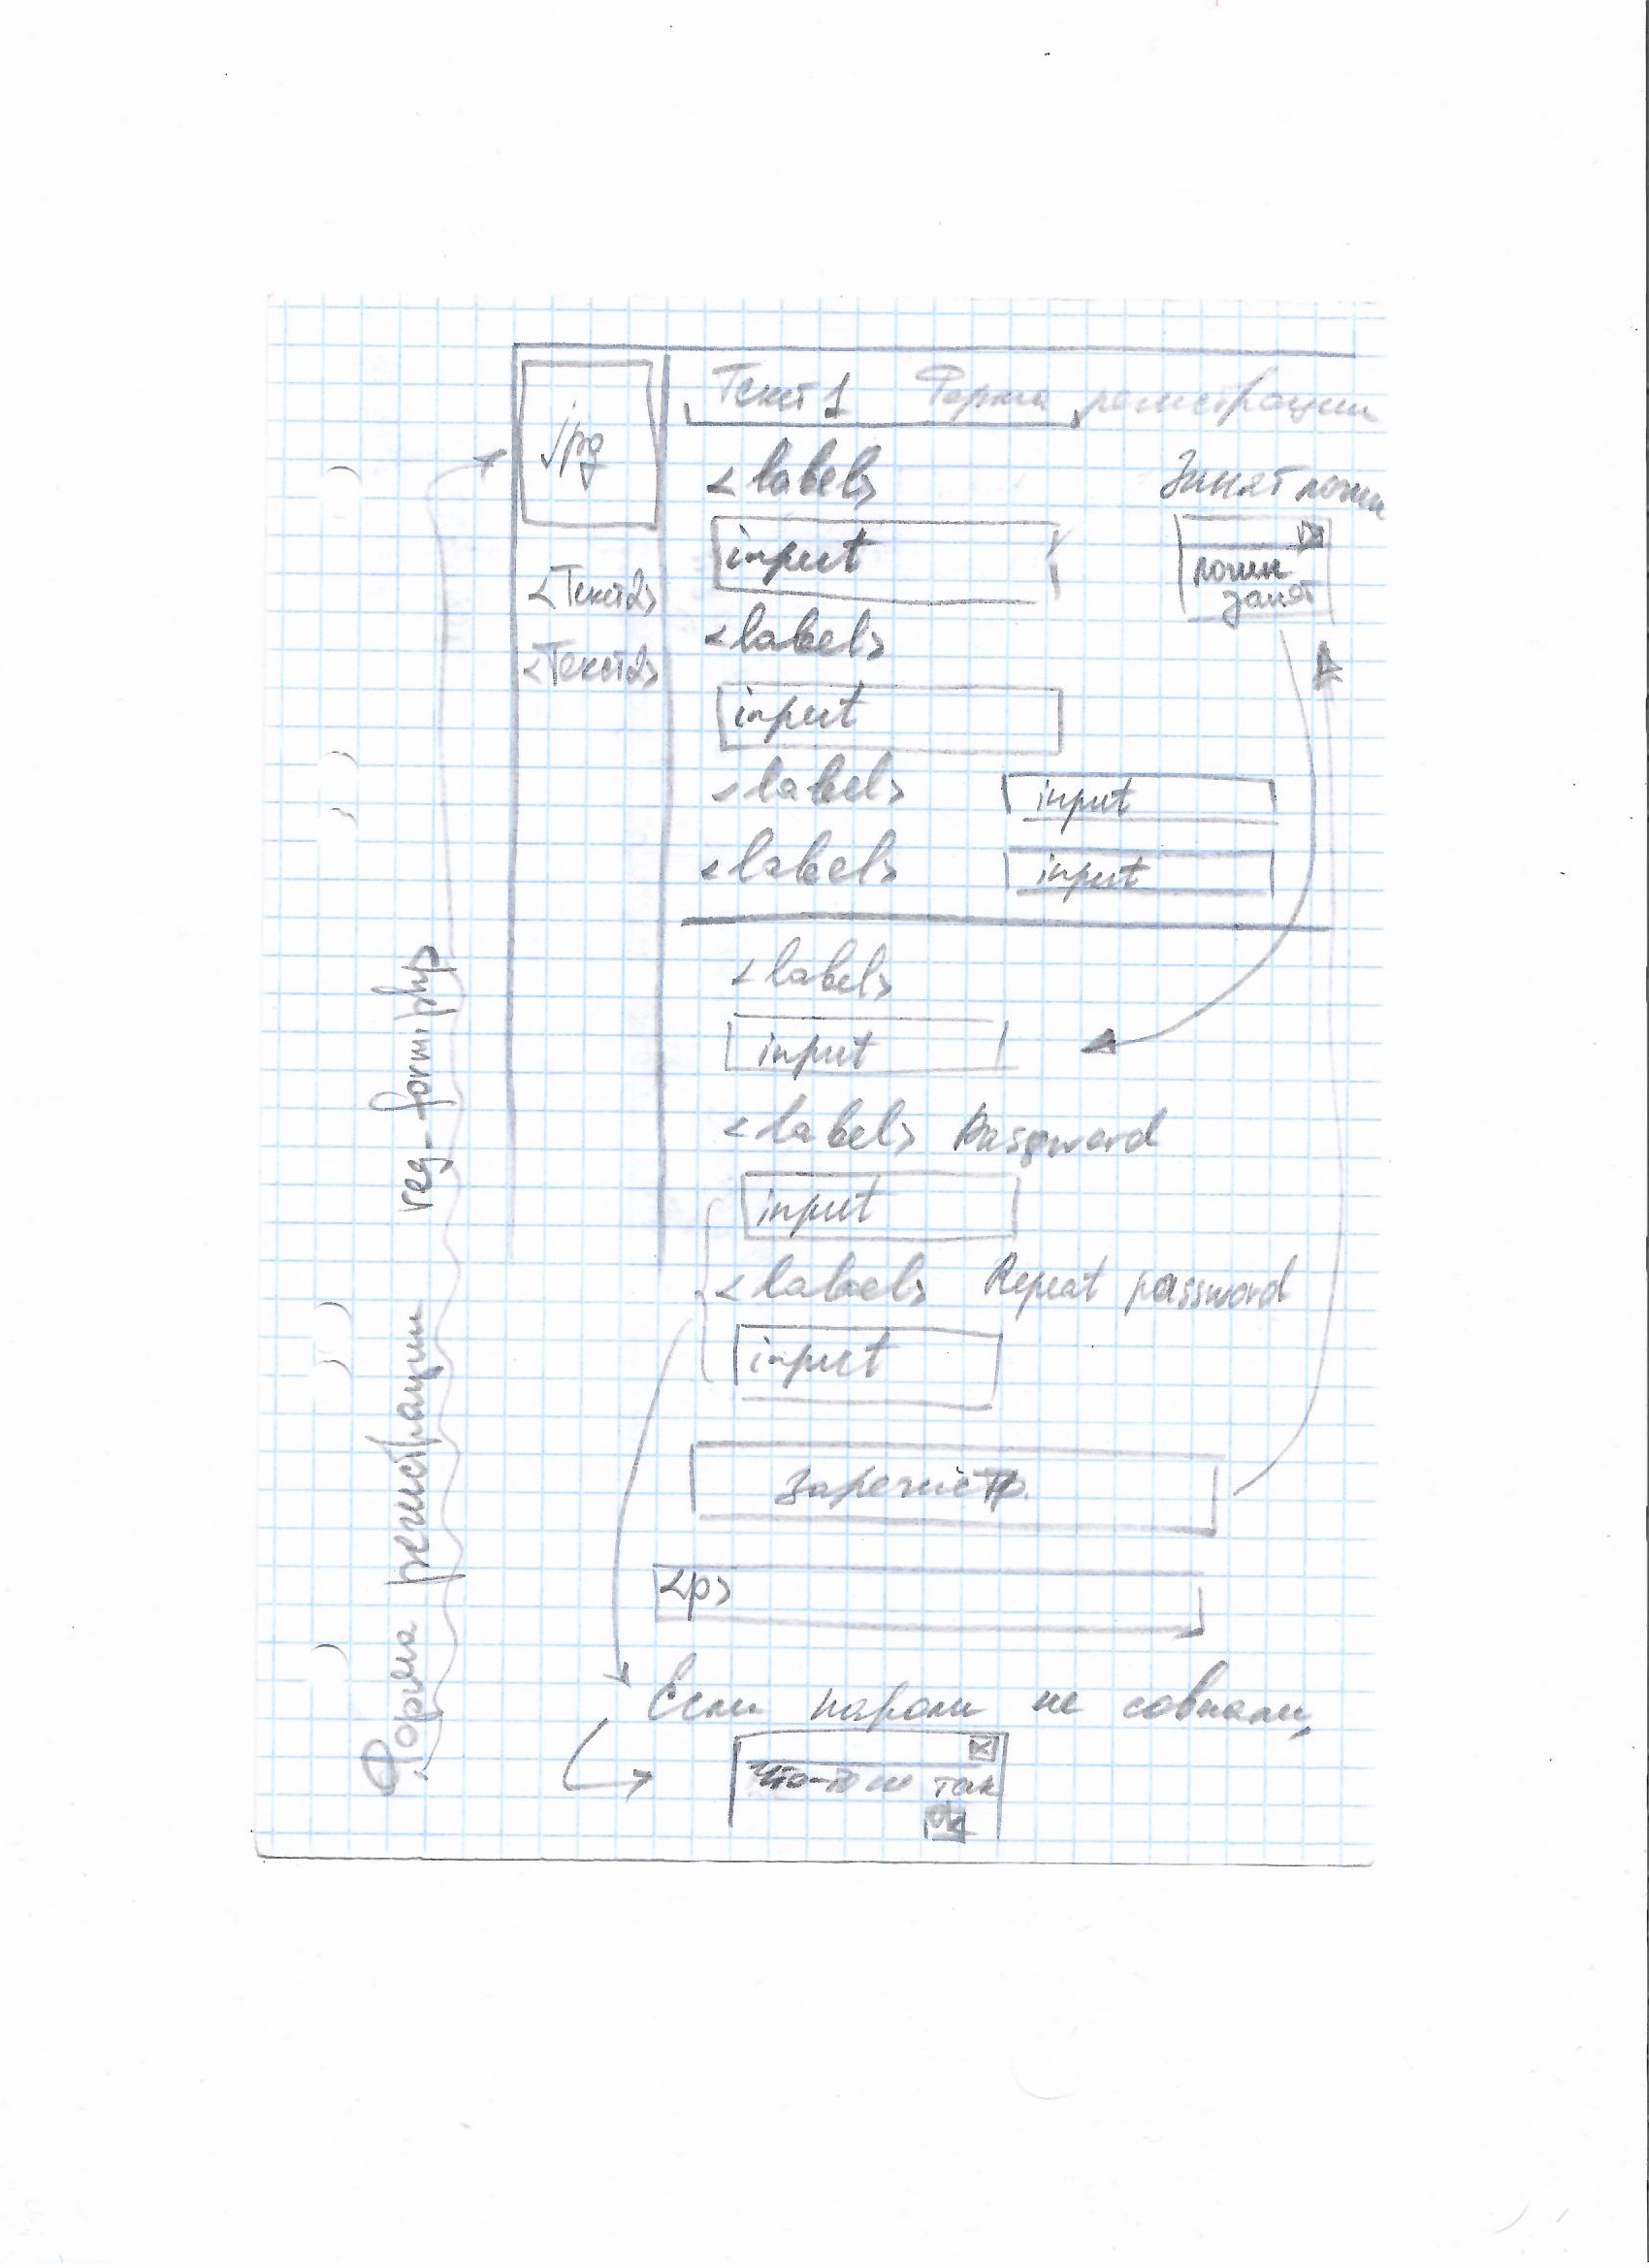 Текст 1 Форма регистрации
jpg
<label>
Занят логин
input
логин
занят
<Текст2>
<label>
<Текст2>
input
<label> input
<label> input
<label>
input
<label> Password
input
<label> Repeat password
input
Зарегистр.
<p>
Если пароли не совпали,
Что-то не так
ok
Форма регистрации reg-form.php